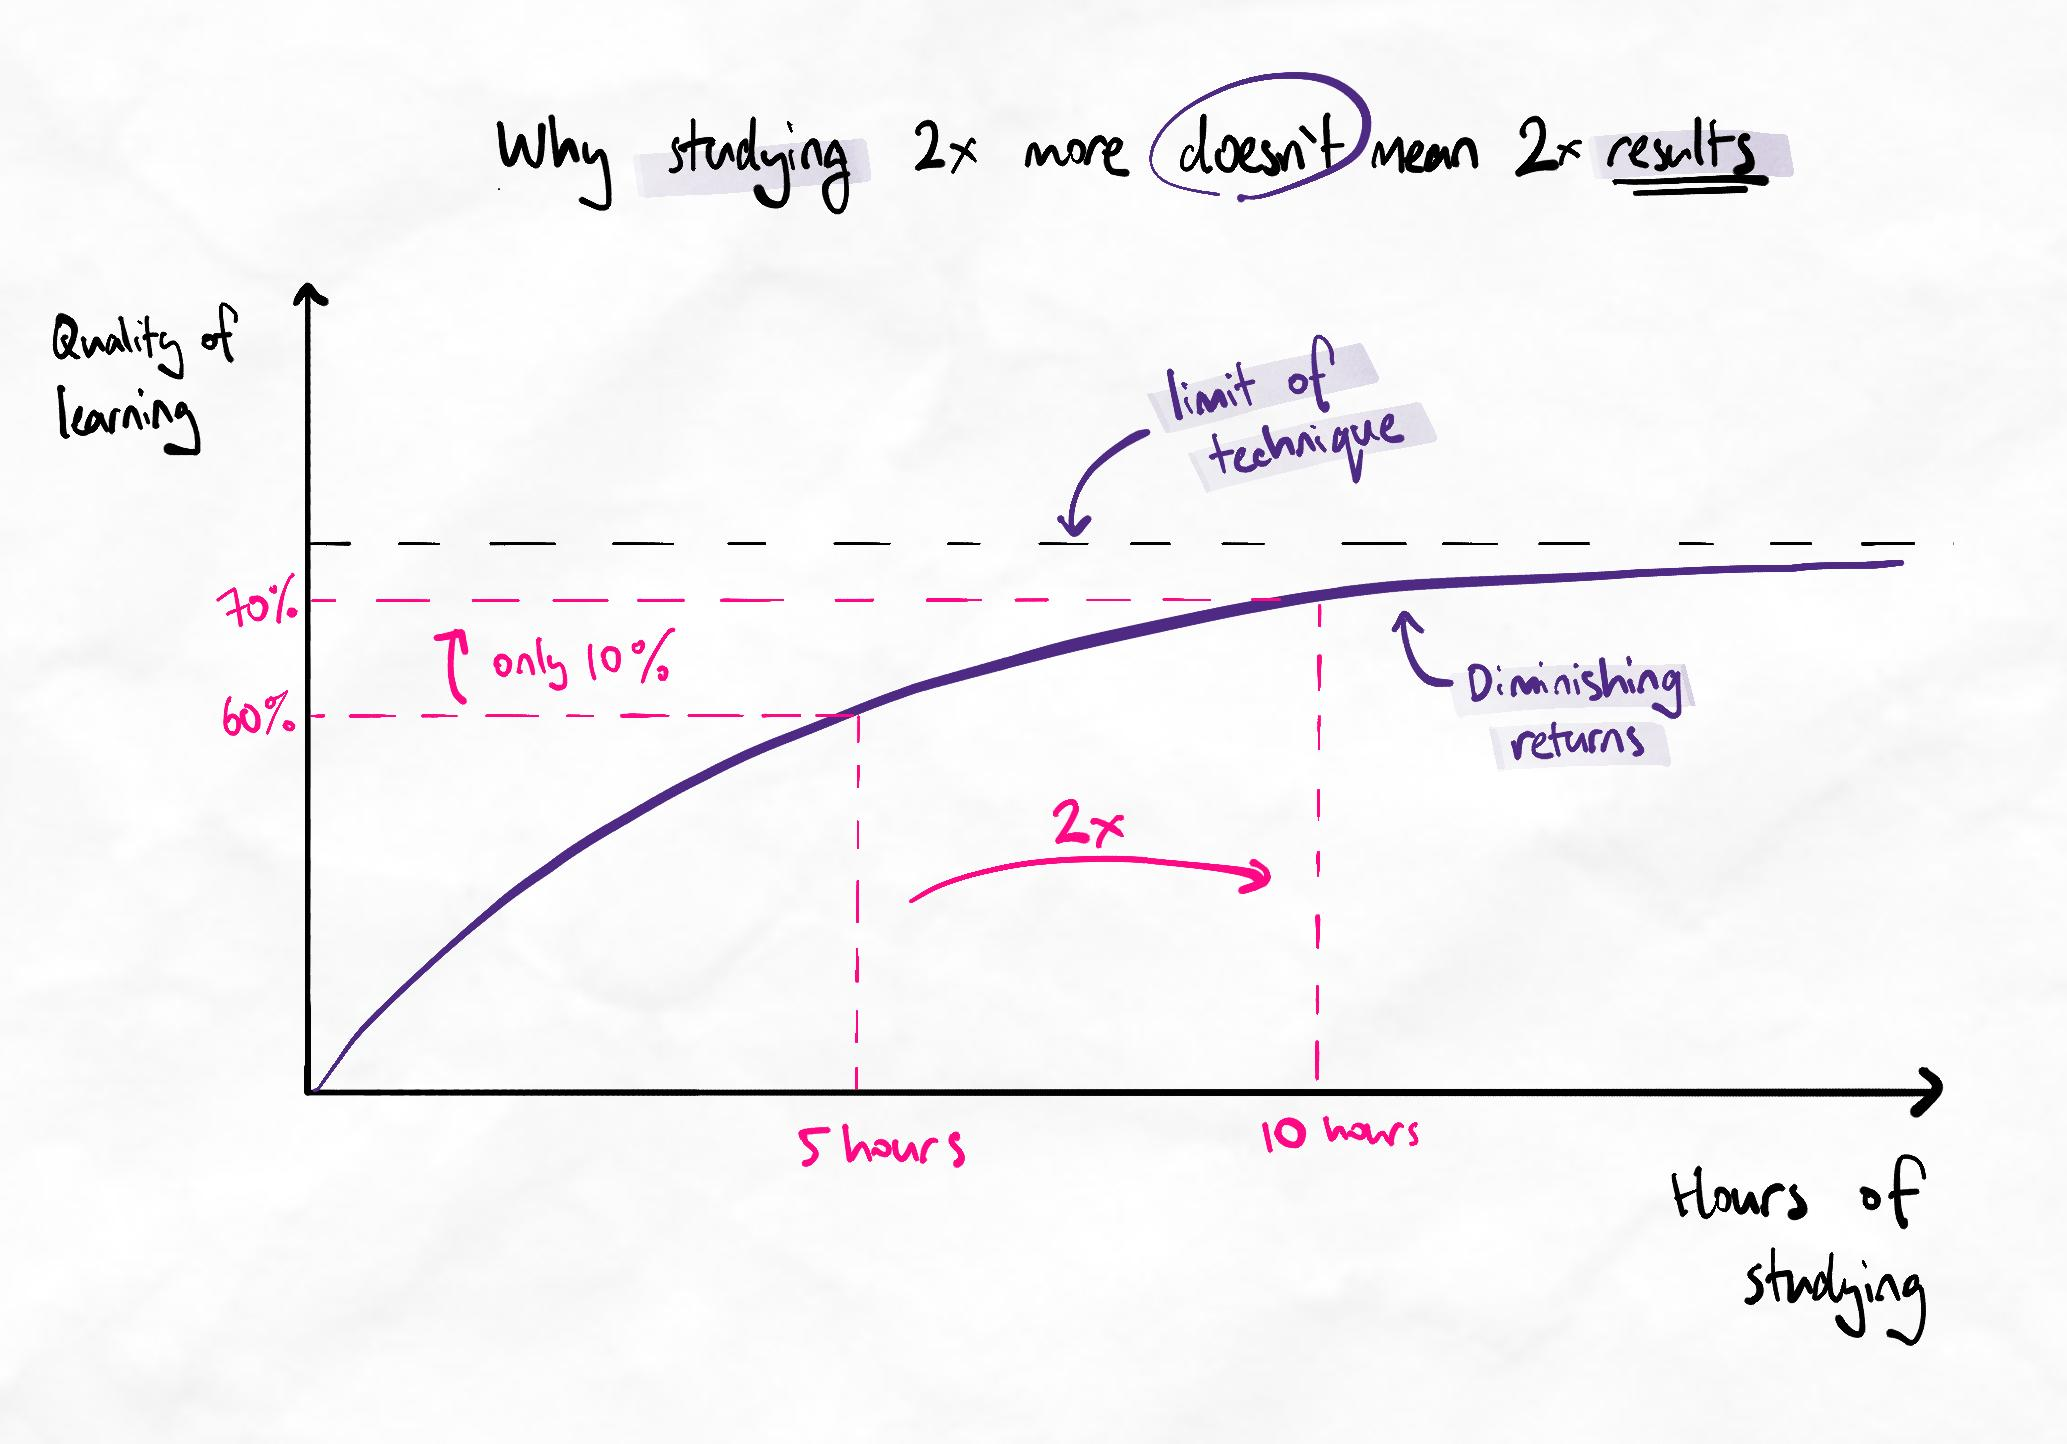 Why studying 2x more doesn't mean 2x results
Quality of
learning
limit of
technique
70%
only 10%
60%
Diminishing
returns
2x
5 hours
10 hours
Hours of
studying